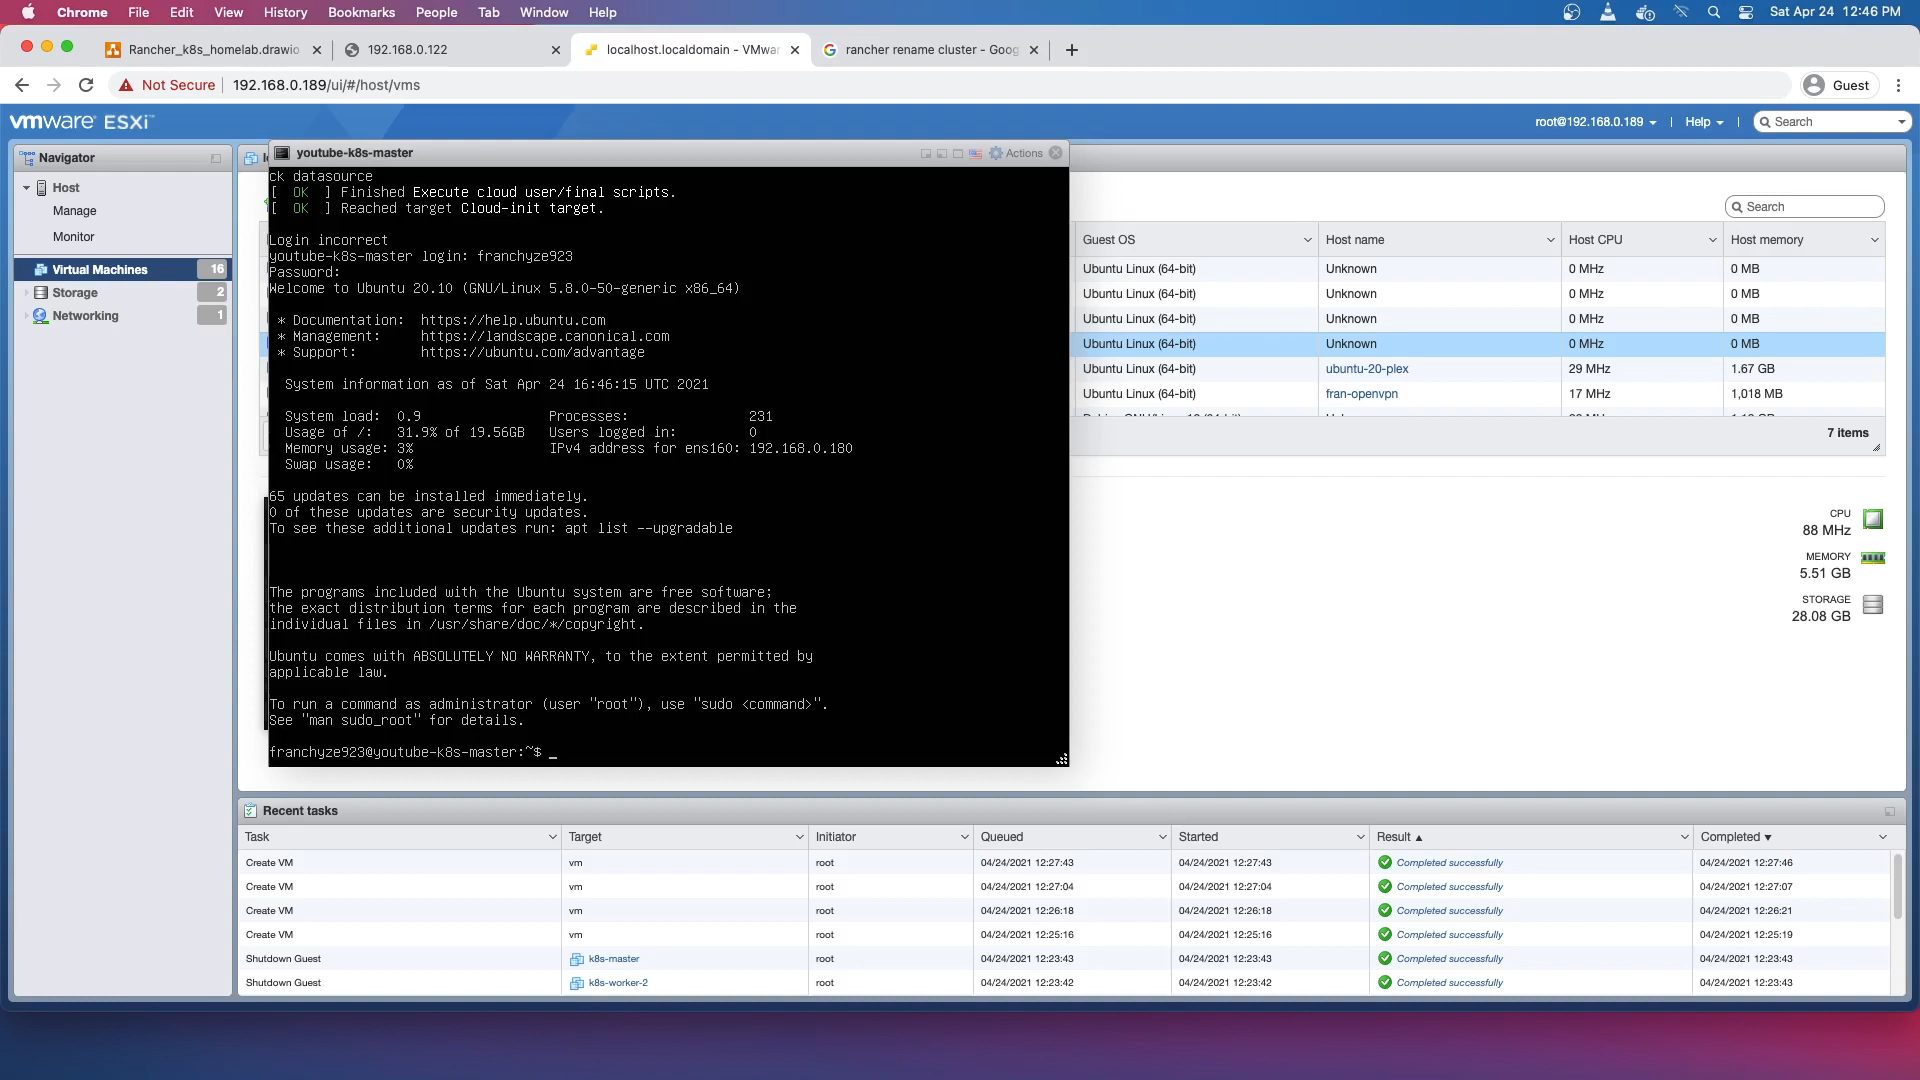 Chrome File Edit View History Bookmarks People Tab Window Help Sat Apr 24 12:46 PM
Rancher_k8s_homelab.drawio 192.168.0.122 localhost.localdomain - VMwar rancher rename cluster - Goog
Not Secure 192.168.0.189/ui/#/host/vms Guest
vmware ESXi root@192.168.0.189 Help Search
Navigator
Host
Manage
Monitor
Virtual Machines 16
Storage 2
Networking 1
youtube-k8s-master Actions
ck datasource
[ OK ] Finished Execute cloud user/final scripts.
[ OK ] Reached target Cloud-init target.
Login incorrect
youtube-k8s-master login: franchyze923
Password:
Welcome to Ubuntu 20.10 (GNU/Linux 5.8.0-50-generic x86_64)
* Documentation: https://help.ubuntu.com
* Management: https://landscape.canonical.com
* Support: https://ubuntu.com/advantage
System information as of Sat Apr 24 16:46:15 UTC 2021
System load: 0.9 Processes: 231
Usage of /: 31.9% of 19.56GB Users logged in: 0
Memory usage: 3% IPv4 address for ens160: 192.168.0.180
Swap usage: 0%
65 updates can be installed immediately.
0 of these updates are security updates.
To see these additional updates run: apt list --upgradable
The programs included with the Ubuntu system are free software;
the exact distribution terms for each program are described in the
individual files in /usr/share/doc/*/copyright.
Ubuntu comes with ABSOLUTELY NO WARRANTY, to the extent permitted by
applicable law.
To run a command as administrator (user "root"), use "sudo <command>".
See "man sudo_root" for details.
franchyze923@youtube-k8s-master:~$ _
Search
Guest OS Host name Host CPU Host memory
Ubuntu Linux (64-bit) Unknown 0 MHz 0 MB
Ubuntu Linux (64-bit) Unknown 0 MHz 0 MB
Ubuntu Linux (64-bit) Unknown 0 MHz 0 MB
Ubuntu Linux (64-bit) Unknown 0 MHz 0 MB
Ubuntu Linux (64-bit) ubuntu-20-plex 29 MHz 1.67 GB
Ubuntu Linux (64-bit) fran-openvpn 17 MHz 1,018 MB
7 items
CPU
88 MHz
MEMORY
5.51 GB
STORAGE
28.08 GB
Recent tasks
Task Target Initiator Queued Started Result Completed
Create VM vm root 04/24/2021 12:27:43 04/24/2021 12:27:43 Completed successfully 04/24/2021 12:27:46
Create VM vm root 04/24/2021 12:27:04 04/24/2021 12:27:04 Completed successfully 04/24/2021 12:27:07
Create VM vm root 04/24/2021 12:26:18 04/24/2021 12:26:18 Completed successfully 04/24/2021 12:26:21
Create VM vm root 04/24/2021 12:25:16 04/24/2021 12:25:16 Completed successfully 04/24/2021 12:25:19
Shutdown Guest k8s-master root 04/24/2021 12:23:43 04/24/2021 12:23:43 Completed successfully 04/24/2021 12:23:43
Shutdown Guest k8s-worker-2 root 04/24/2021 12:23:42 04/24/2021 12:23:42 Completed successfully 04/24/2021 12:23:43